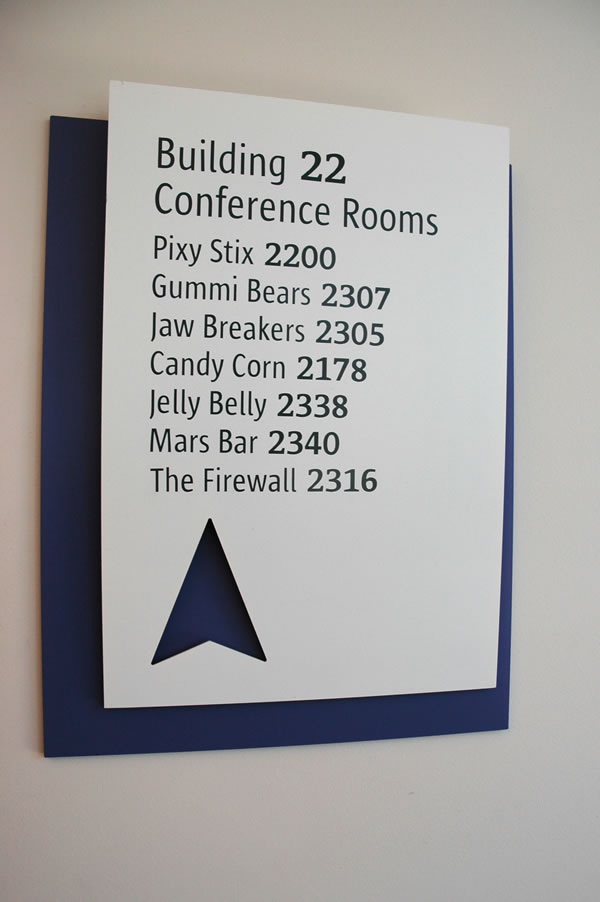 Building 22
Conference Rooms
Pixy Stix 2200
Gummi Bears 2307
Jaw Breakers 2305
Candy Corn 2178
Jelly Belly 2338
Mars Bar 2340
The Firewall 2316